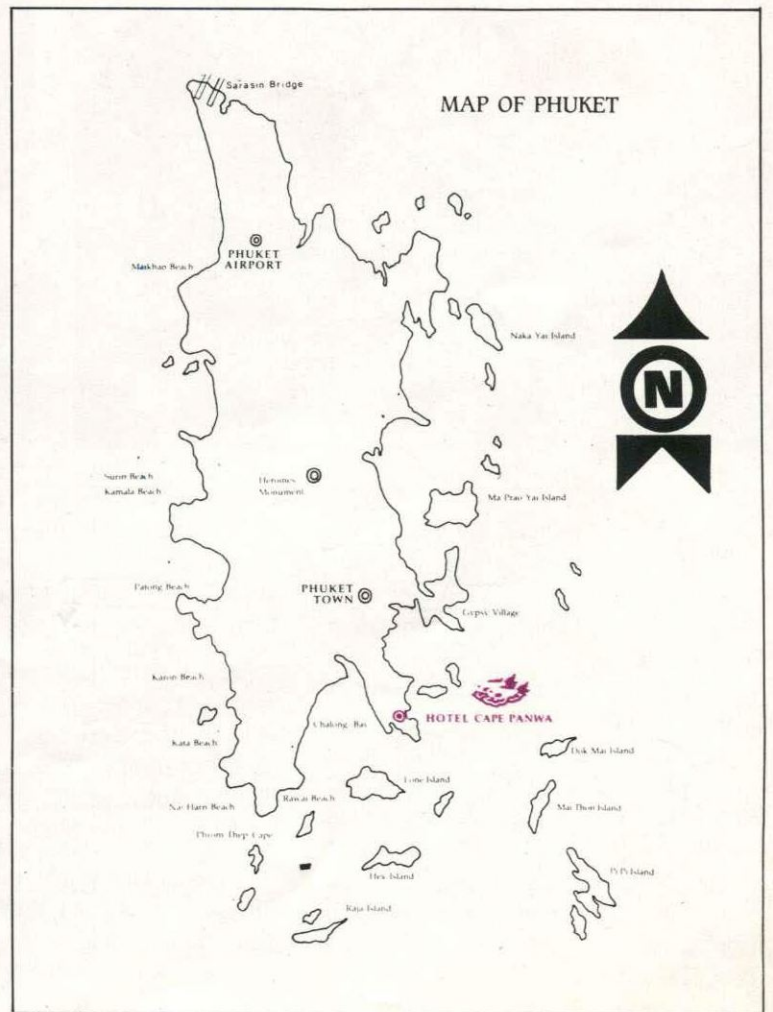 Sarasin Bridge
MAP OF PHUKET
PHUKET
AIRPORT
Maikhao Beach
Naka Yai Island
N
Surin Beach
Kamala Beach
Heroines
Monument
Ma Prao Yai Island
Patong Beach
PHUKET
TOWN
Gypsy Village
Karon Beach
HOTEL CAPE PANWA
Chalong Bay
Kata Beach
Dok Mai Island
Lone Island
Rawai Beach
Nai Harn Beach
Mai Thon Island
Phrom Thep Cape
Hex Island
Pi Pi Island
Raja Island